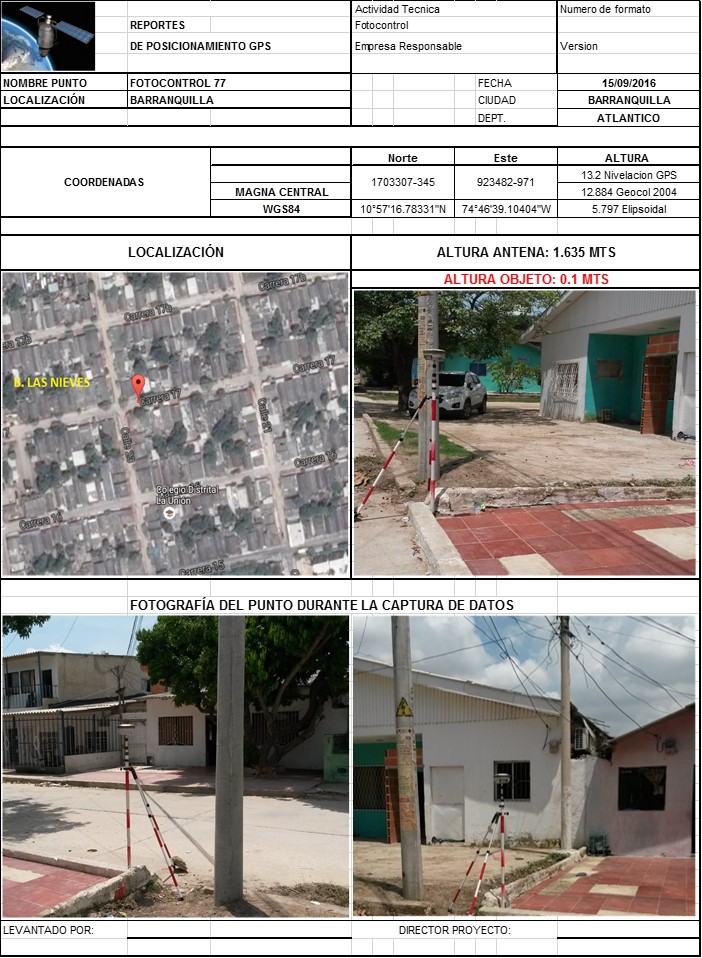 REPORTES
DE POSICIONAMIENTO GPS
Actividad Tecnica
Fotocontrol
Empresa Responsable
Numero de formato
Version
NOMBRE PUNTO FOTOCONTROL 77
LOCALIZACIÓN BARRANQUILLA
FECHA 15/09/2016
CIUDAD BARRANQUILLA
DEPT. ATLANTICO
COORDENADAS
Norte Este ALTURA
1703307-345 923482-971 13.2 Nivelacion GPS
MAGNA CENTRAL 12.884 Geocol 2004
WGS84 10°57'16.78331"N 74°46'39.10404"W 5.797 Elipsoidal
LOCALIZACIÓN
ALTURA ANTENA: 1.635 MTS
ALTURA OBJETO: 0.1 MTS
Carrera 17b
Carrera 17b
Carrera 17
B. LAS NIEVES
Carrera 17
Calle 21
Carrera 16
Colegio Distrital
La Unión
Carrera 16
Carrera 15
FOTOGRAFÍA DEL PUNTO DURANTE LA CAPTURA DE DATOS
LEVANTADO POR:
DIRECTOR PROYECTO: